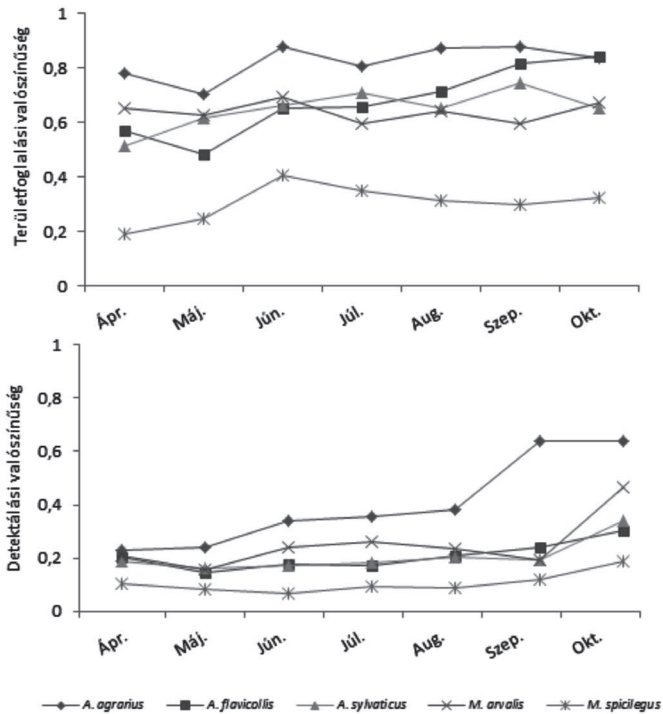 Területfoglalási valószínűség
1
0,8
0,6
0,4
0,2
0
Ápr. Máj. Jún. Júl. Aug. Szep. Okt.
Detektálási valószínűség
1
0,8
0,6
0,4
0,2
0
Ápr. Máj. Jún. Júl. Aug. Szep. Okt.
A. agrarius A. flavicollis A. sylvaticus M. arvalis M. spicilegus